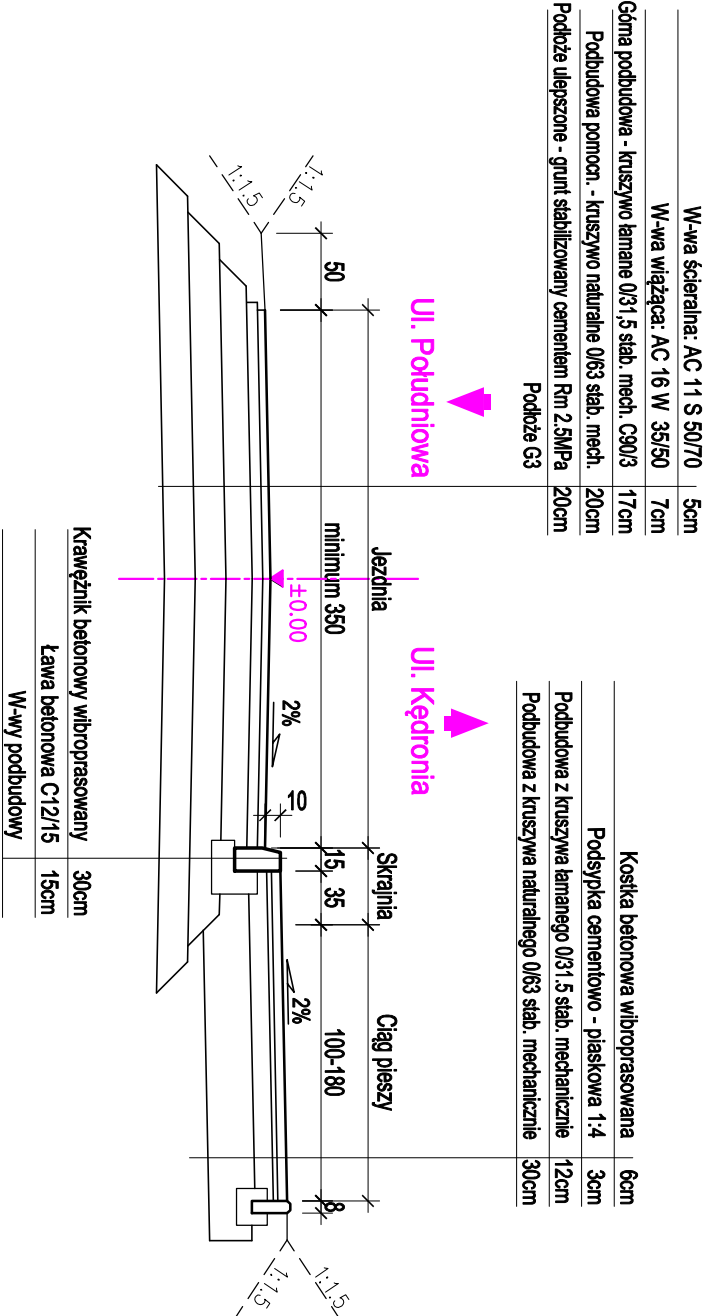 W-wa ścieralna: AC 11 S 50/70 5cm
W-wa wiążąca: AC 16 W 35/50 7cm
Górna podbudowa - kruszywo łamane 0/31,5 stab. mech. C90/3 17cm
Podbudowa pomocn. - kruszywo naturalne 0/63 stab. mech. 20cm
Podłoże ulepszone - grunt stabilizowany cementem Rm 2.5MPa 20cm
Podłoże G3
Kostka betonowa wibroprasowana 6cm
Podsypka cementowo - piaskowa 1:4 3cm
Podbudowa z kruszywa łamanego 0/31.5 stab. mechanicznie 12cm
Podbudowa z kruszywa naturalnego 0/63 stab. mechanicznie 30cm
Ul. Południowa
Ul. Kędronia
Jezdnia
Skrajnia
Ciąg pieszy
50
minimum 350
15
35
100-180
8
10
±0.00
2%
2%
1:1.5
1:1.5
1:1.5
1:1.5
Krawężnik betonowy wibroprasowany 30cm
Ława betonowa C12/15 15cm
W-wy podbudowy